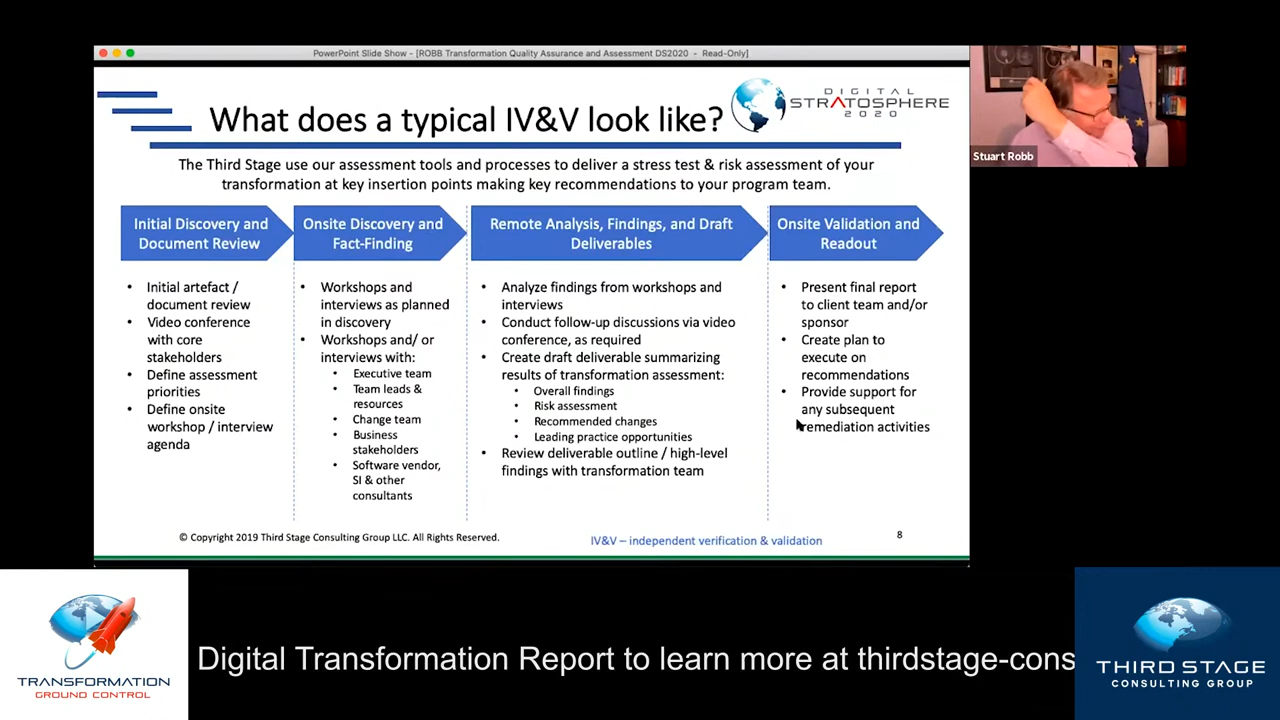 PowerPoint Slide Show - [ROBB Transformation Quality Assurance and Assessment DS2020 - Read-Only]
What does a typical IV&V look like?
DIGITAL
STRATOSPHERE
2020
Stuart Robb
The Third Stage use our assessment tools and processes to deliver a stress test & risk assessment of your
transformation at key insertion points making key recommendations to your program team.
Initial Discovery and
Document Review
• Initial artefact /
document review
• Video conference
with core
stakeholders
• Define assessment
priorities
• Define onsite
workshop / interview
agenda
Onsite Discovery and
Fact-Finding
• Workshops and
interviews as planned
in discovery
• Workshops and/ or
interviews with:
• Executive team
• Team leads &
resources
• Change team
• Business
stakeholders
• Software vendor,
SI & other
consultants
Remote Analysis, Findings, and Draft
Deliverables
• Analyze findings from workshops and
interviews
• Conduct follow-up discussions via video
conference, as required
• Create draft deliverable summarizing
results of transformation assessment:
• Overall findings
• Risk assessment
• Recommended changes
• Leading practice opportunities
• Review deliverable outline / high-level
findings with transformation team
Onsite Validation and
Readout
• Present final report
to client team and/or
sponsor
• Create plan to
execute on
recommendations
• Provide support for
any subsequent
remediation activities
© Copyright 2019 Third Stage Consulting Group LLC. All Rights Reserved.
IV&V – independent verification & validation
8
TRANSFORMATION
GROUND CONTROL
Digital Transformation Report to learn more at thirdstage-cons
THIRD STAGE
CONSULTING GROUP